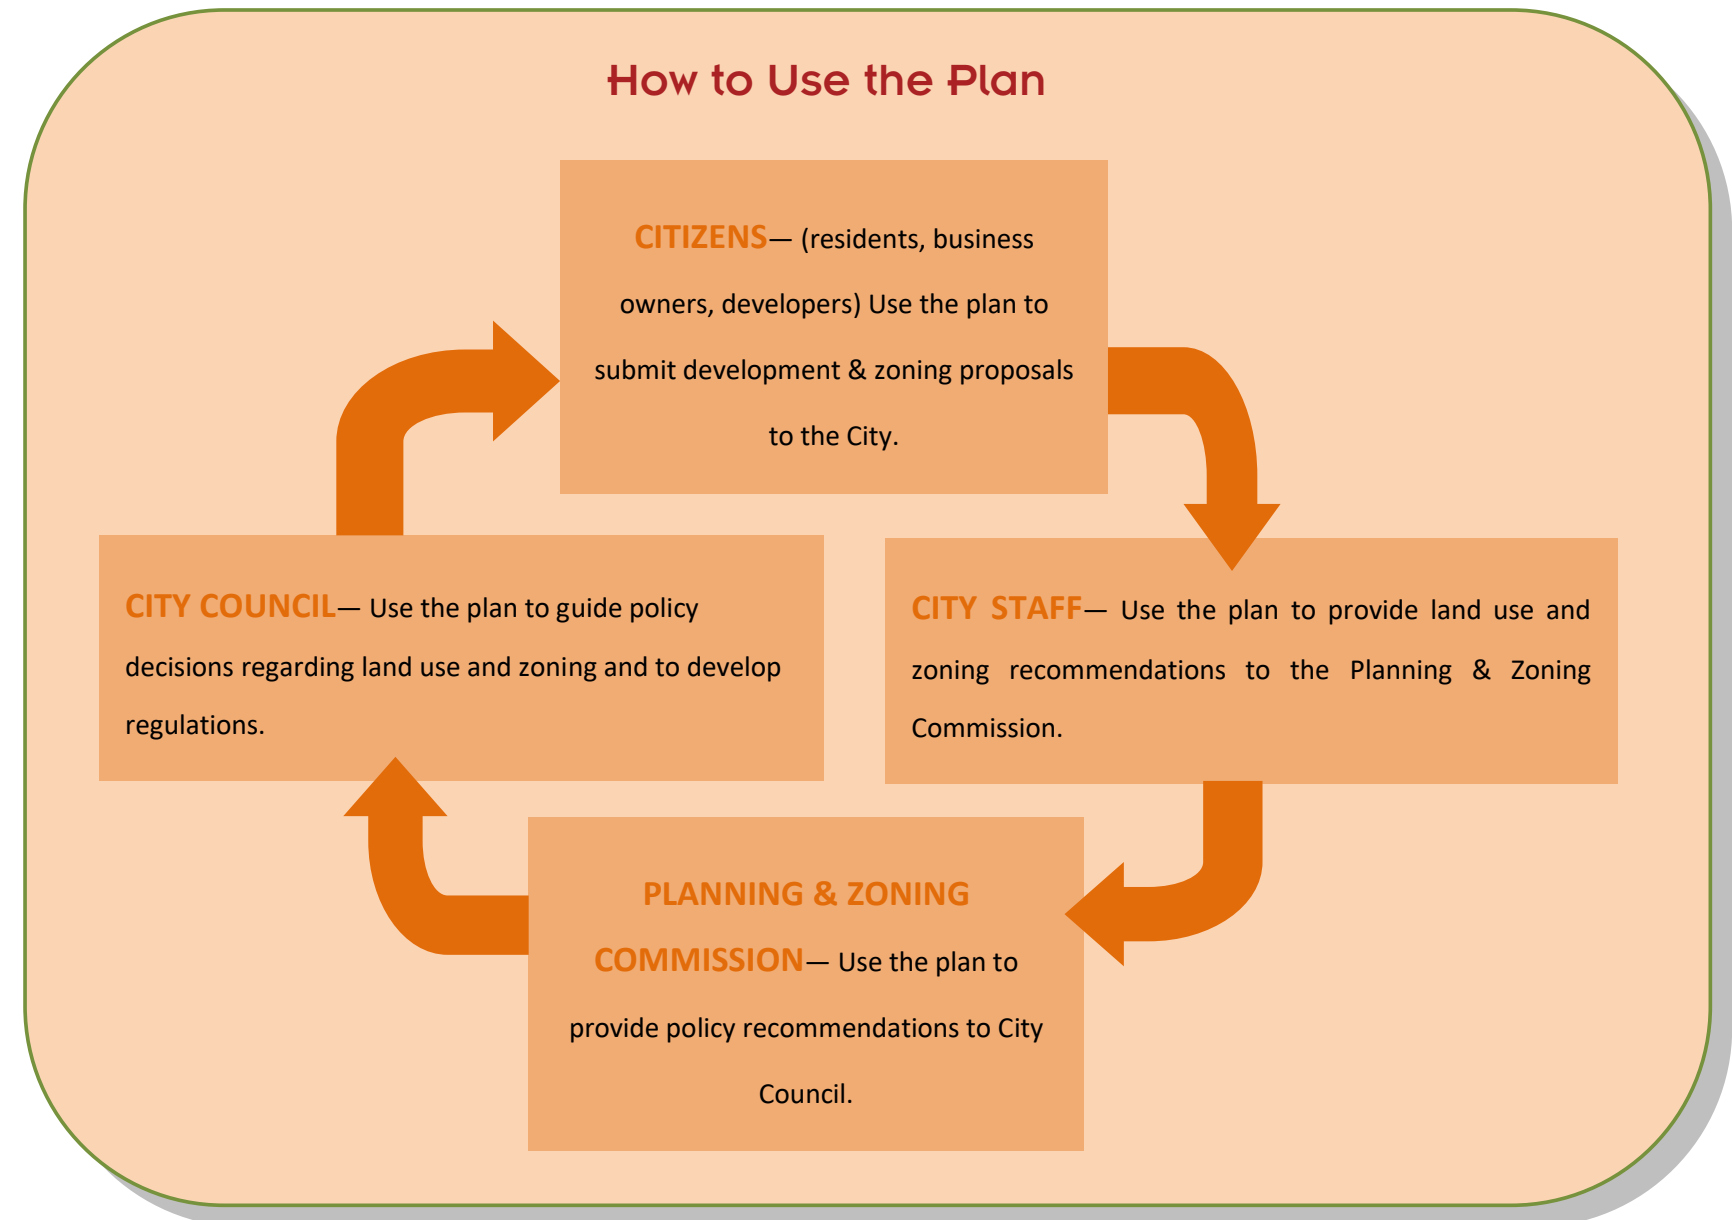 How to Use the Plan
CITIZENS— (residents, business
owners, developers) Use the plan to
submit development & zoning proposals
to the City.
CITY COUNCIL— Use the plan to guide policy
decisions regarding land use and zoning and to develop
regulations.
CITY STAFF— Use the plan to provide land use and
zoning recommendations to the Planning & Zoning
Commission.
PLANNING & ZONING
COMMISSION— Use the plan to
provide policy recommendations to City
Council.